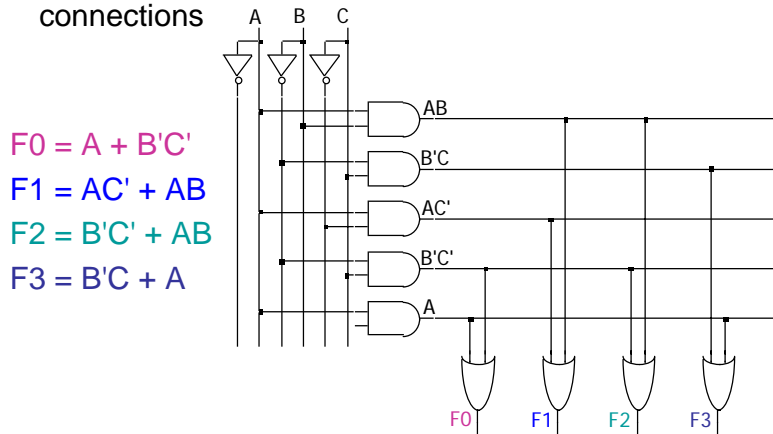 connections
A B C
F0 = A + B'C'
F1 = AC' + AB
F2 = B'C' + AB
F3 = B'C + A
AB
B'C
AC'
B'C'
A
F0 F1 F2 F3